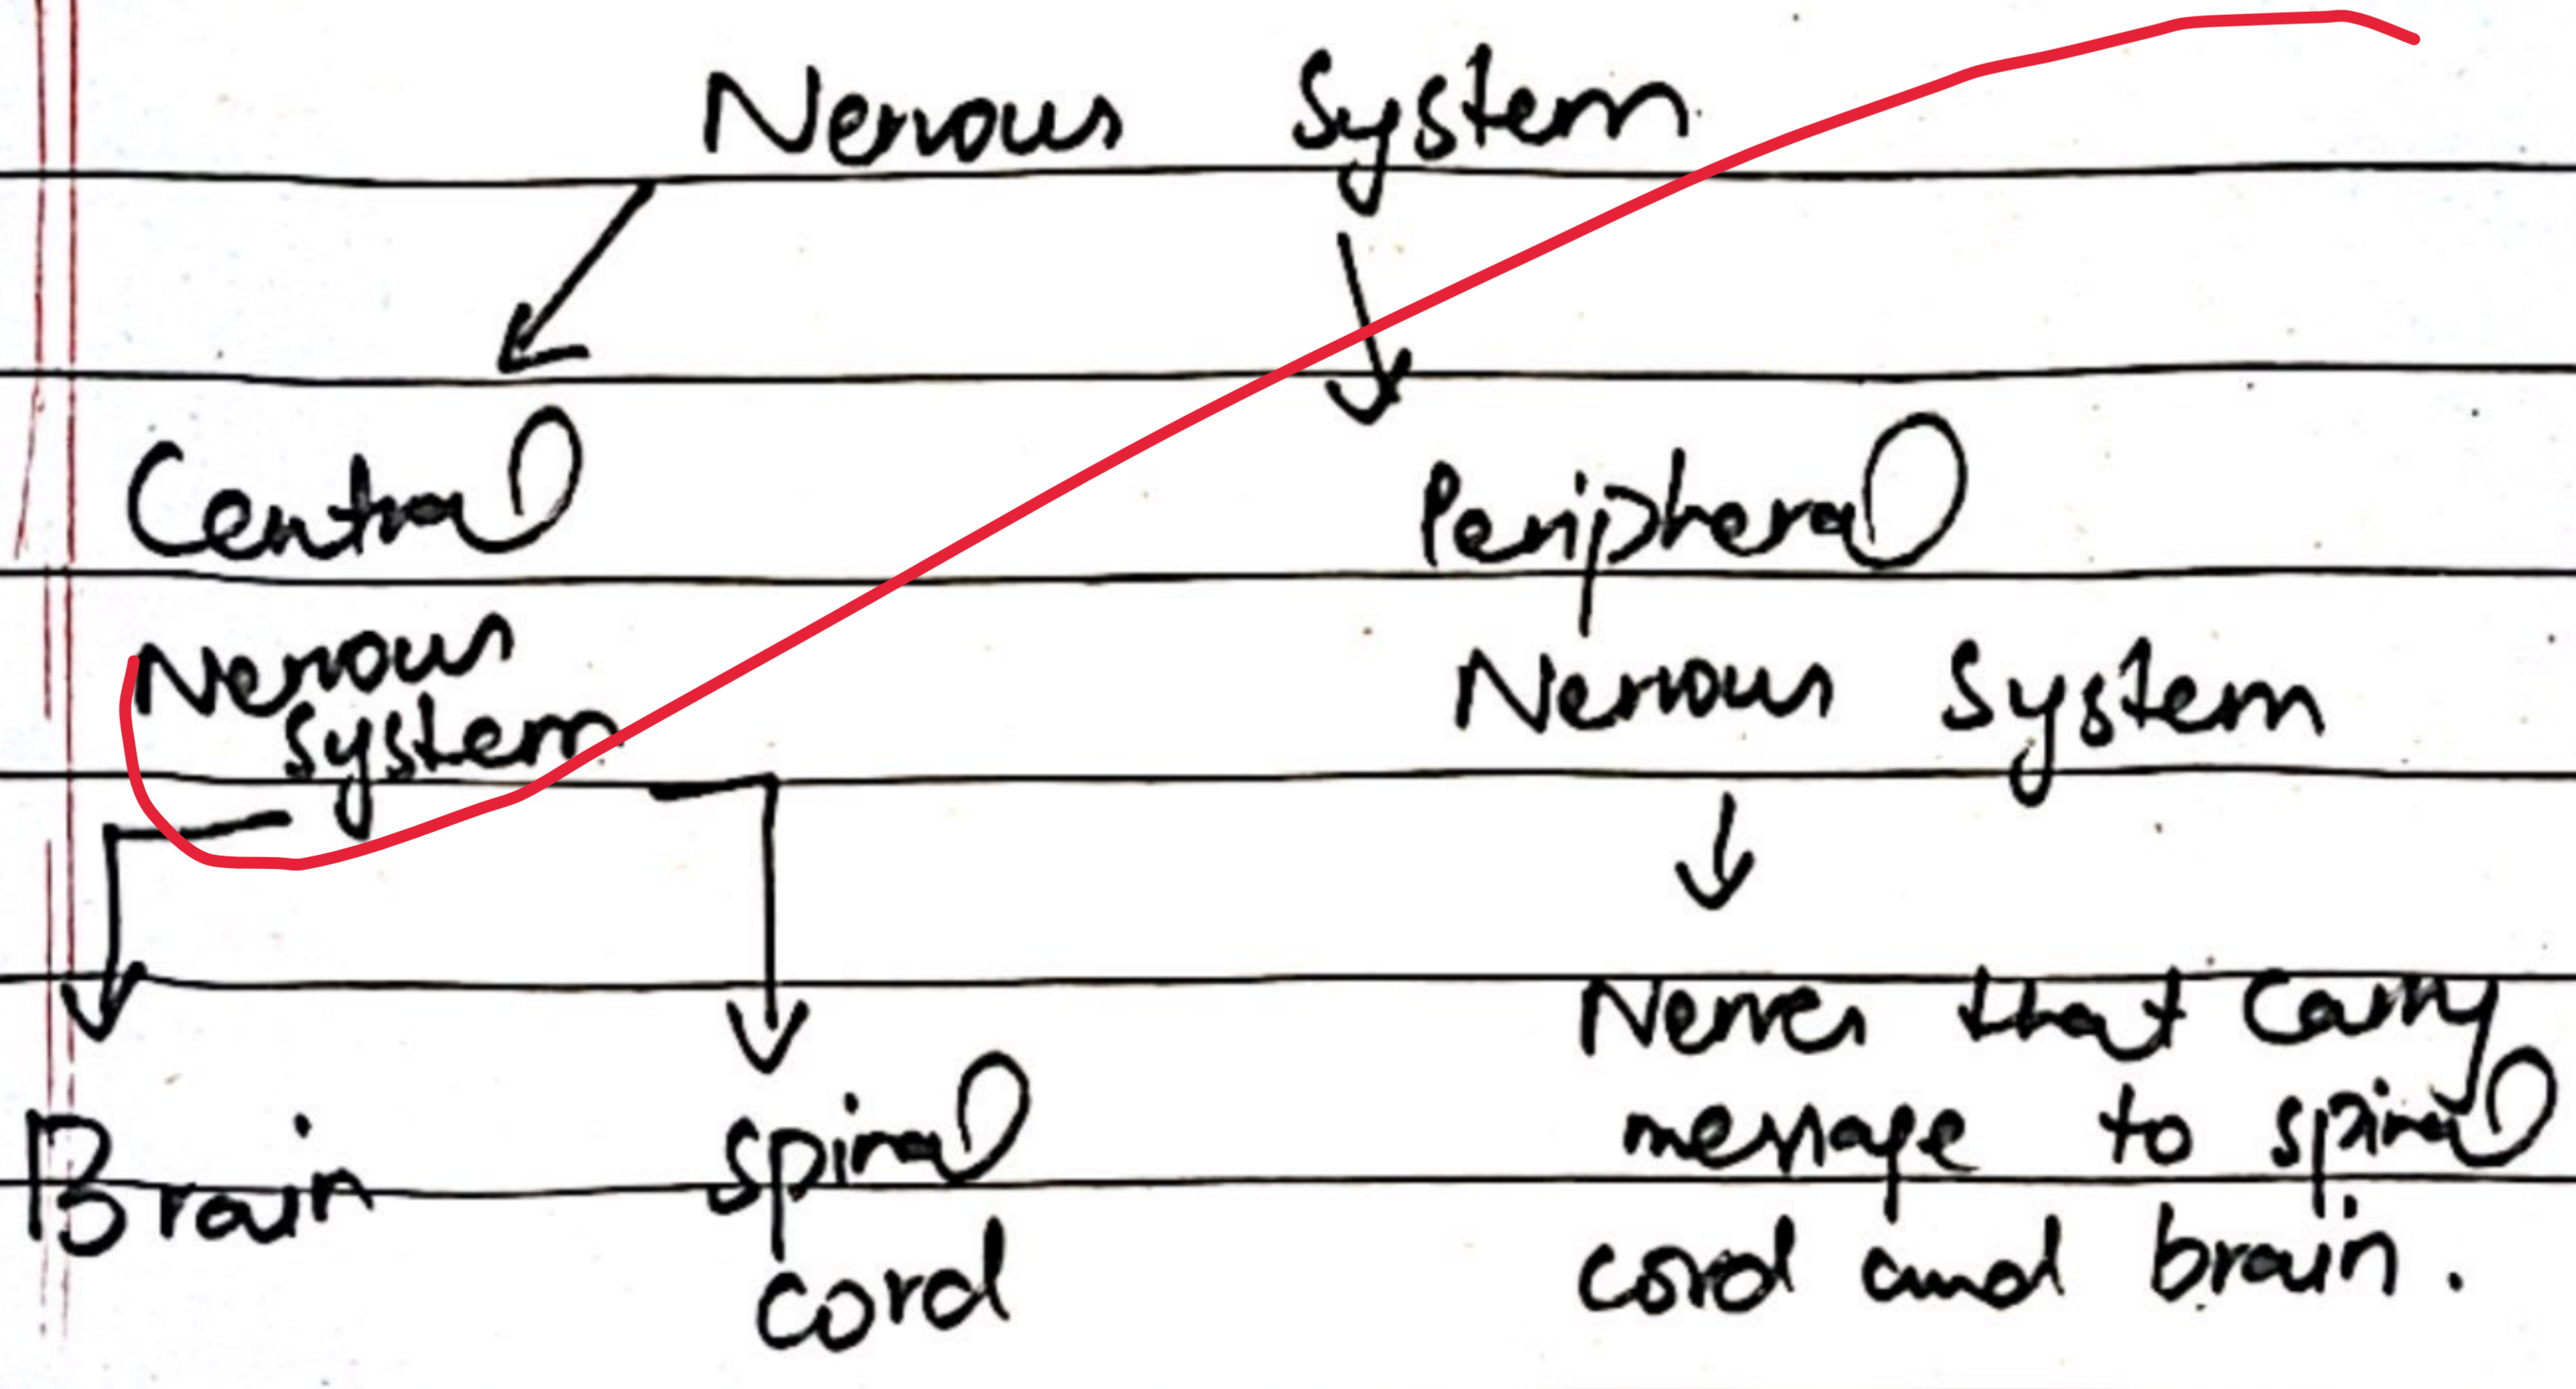 Nervous System
Central
Peripheral
Nervous
system
Nervous System
Brain
spinal
cord
Nerves that carry
message to spinal
cord and brain.